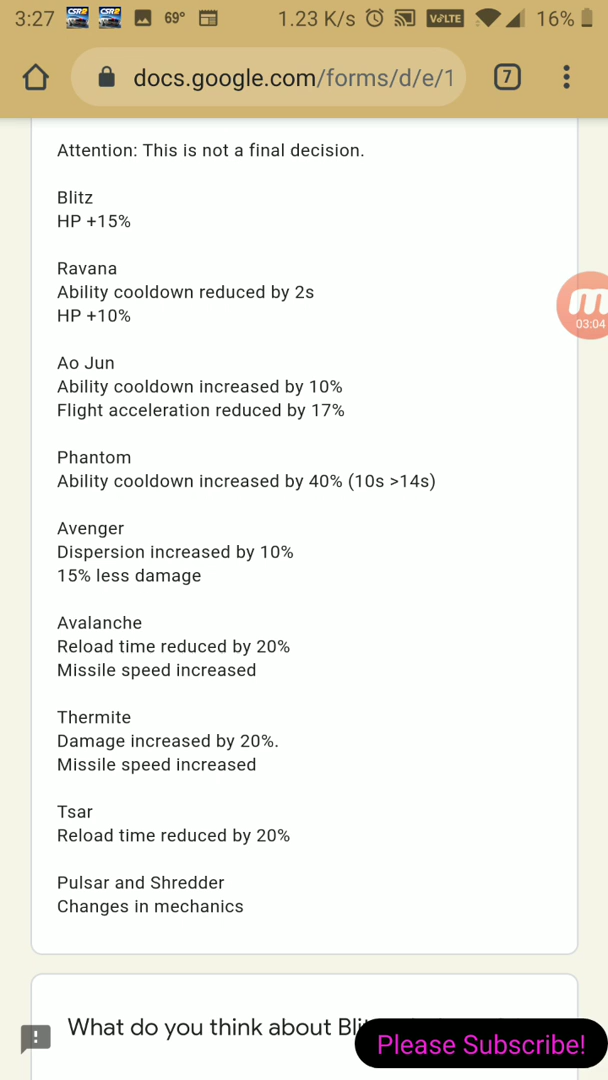 3:27 CSR2 CSR2 69° 1.23 K/s VoLTE 16%
docs.google.com/forms/d/e/1 7
Attention: This is not a final decision.
Blitz
HP +15%
Ravana
Ability cooldown reduced by 2s
HP +10%
03:04
Ao Jun
Ability cooldown increased by 10%
Flight acceleration reduced by 17%
Phantom
Ability cooldown increased by 40% (10s >14s)
Avenger
Dispersion increased by 10%
15% less damage
Avalanche
Reload time reduced by 20%
Missile speed increased
Thermite
Damage increased by 20%.
Missile speed increased
Tsar
Reload time reduced by 20%
Pulsar and Shredder
Changes in mechanics
What do you think about
Please Subscribe!